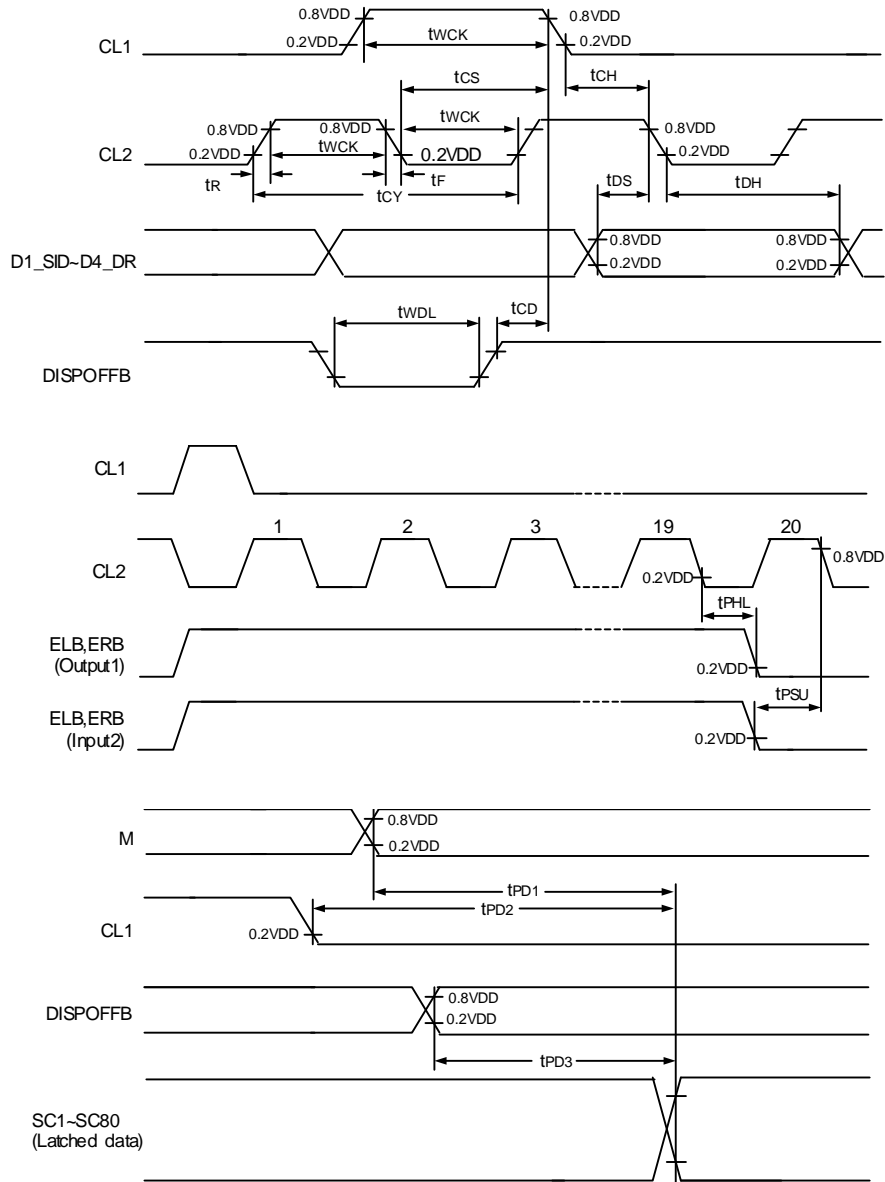 0.8VDD
tWCK
0.8VDD
CL1
0.2VDD
0.2VDD
tCS
tCH
0.8VDD
0.8VDD
tWCK
0.8VDD
CL2
0.2VDD
tWCK
0.2VDD
0.2VDD
tR
tCY
tF
tDS
tDH
D1_SID~D4_DR
0.8VDD
0.8VDD
0.2VDD
0.2VDD
tWDL
tCD
DISPOFFB
CL1
1
2
3
19
20
CL2
0.2VDD
0.8VDD
tPHL
ELB,ERB
(Output1)
0.2VDD
tPSU
ELB,ERB
(Input2)
0.2VDD
M
0.8VDD
0.2VDD
tPD1
tPD2
CL1
0.2VDD
DISPOFFB
0.8VDD
0.2VDD
tPD3
SC1~SC80
(Latched data)